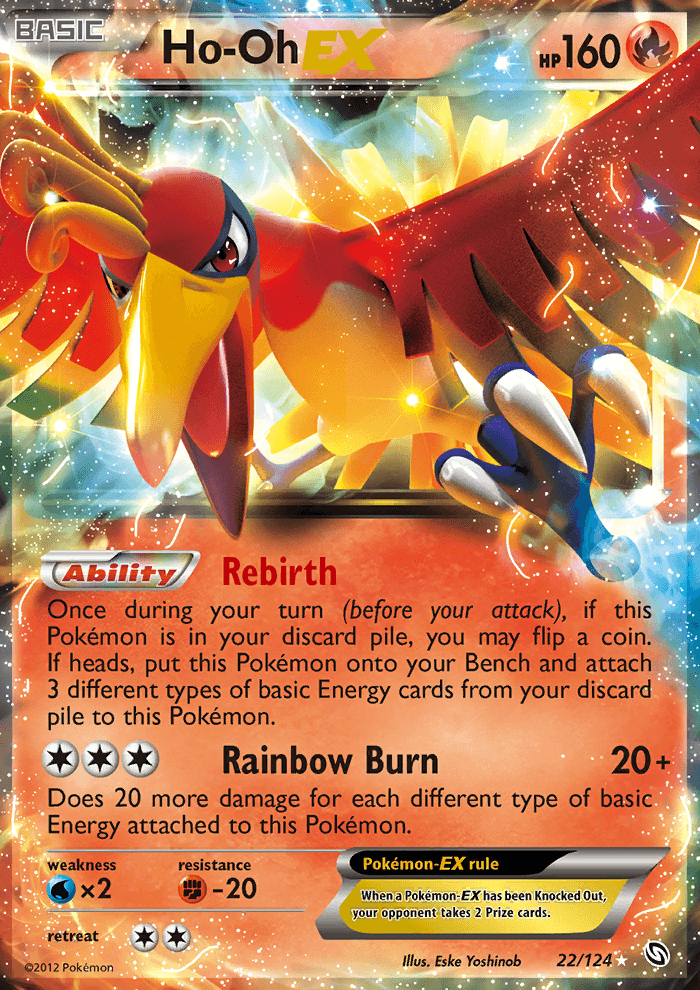 BASIC
Ho-Oh EX
HP160
Ability Rebirth
Once during your turn (before your attack), if this
Pokémon is in your discard pile, you may flip a coin.
If heads, put this Pokémon onto your Bench and attach
3 different types of basic Energy cards from your discard
pile to this Pokémon.
Rainbow Burn 20+
Does 20 more damage for each different type of basic
Energy attached to this Pokémon.
weakness
×2
resistance
-20
retreat
Pokémon-EX rule
When a Pokémon-EX has been Knocked Out,
your opponent takes 2 Prize cards.
©2012 Pokémon
Illus. Eske Yoshinob
22/124